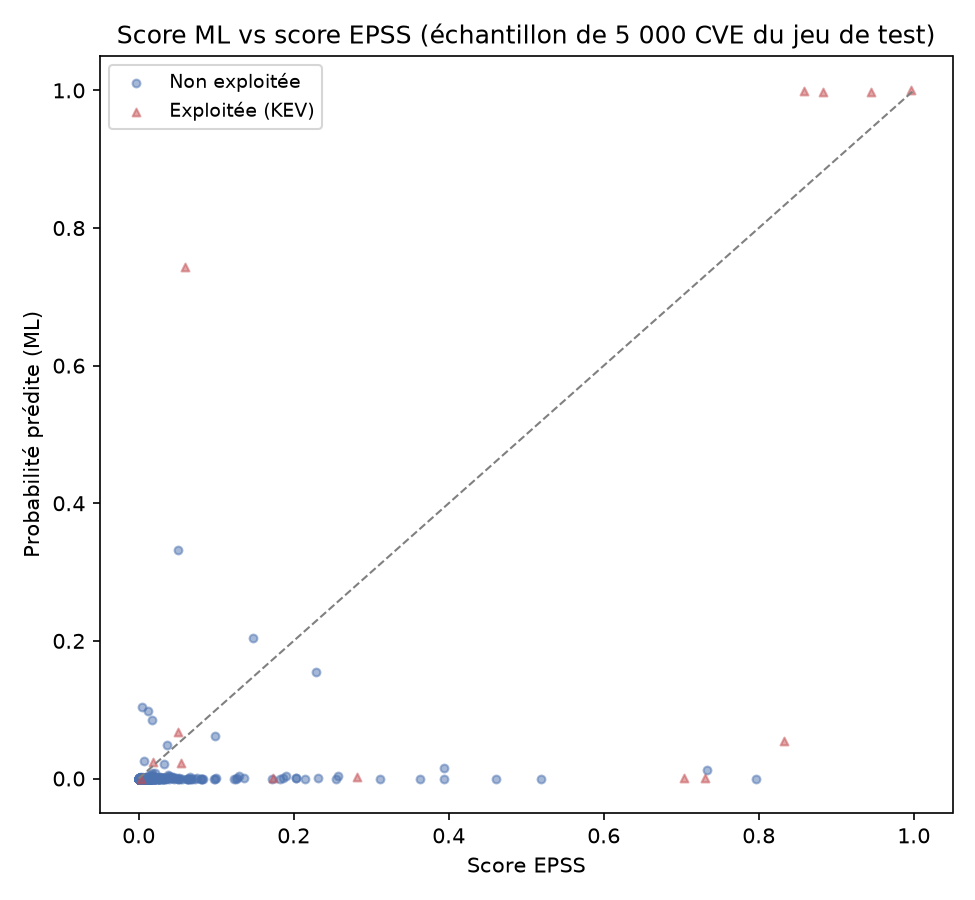 Score ML vs score EPSS (échantillon de 5 000 CVE du jeu de test)
Non exploitée
Exploitée (KEV)
Probabilité prédite (ML)
1.0
0.8
0.6
0.4
0.2
0.0
0.0 0.2 0.4 0.6 0.8 1.0
Score EPSS